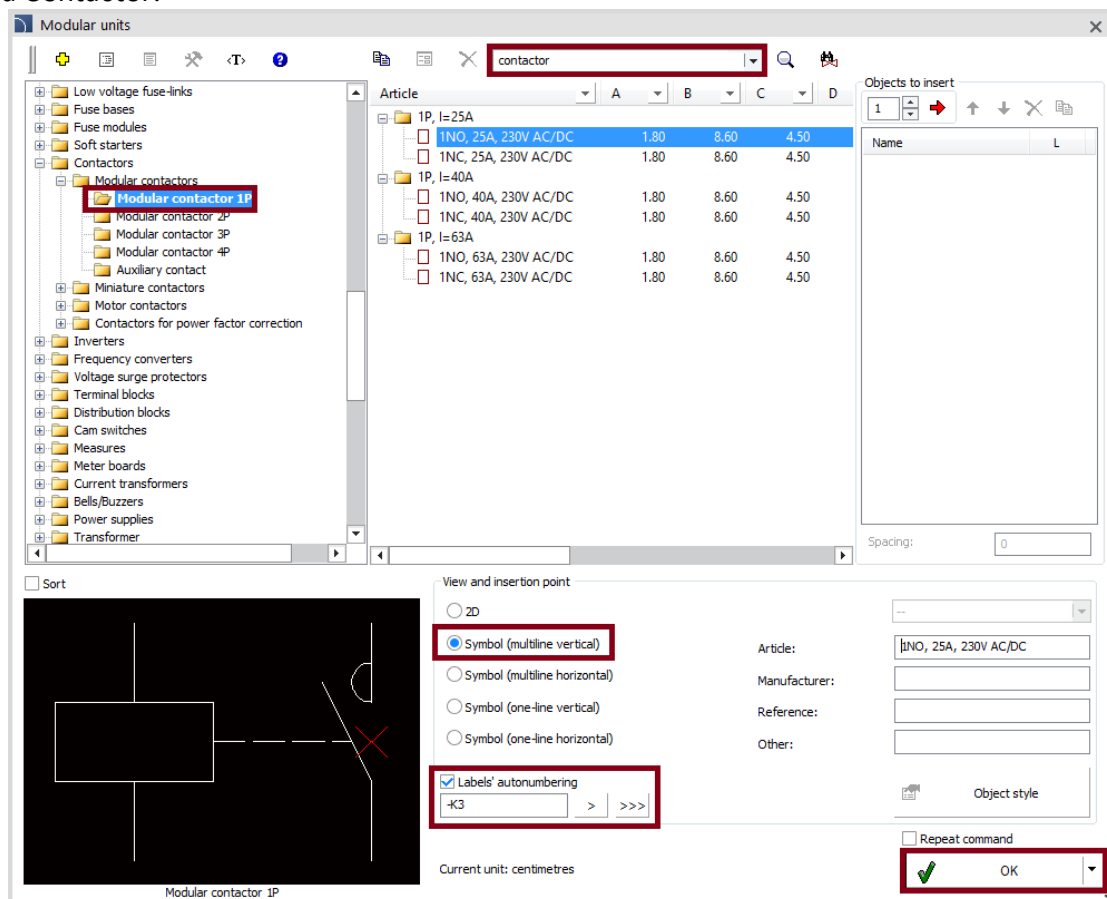 a Contactor.
Modular units
<T>
contactor
Low voltage fuse-links
Fuse bases
Fuse modules
Soft starters
Contactors
Modular contactors
Modular contactor 1P
Modular contactor 2P
Modular contactor 3P
Modular contactor 4P
Auxiliary contact
Miniature contactors
Motor contactors
Contactors for power factor correction
Inverters
Frequency converters
Voltage surge protectors
Terminal blocks
Distribution blocks
Cam switches
Measures
Meter boards
Current transformers
Bells/Buzzers
Power supplies
Transformer
Article A B C D
1P, I=25A
1NO, 25A, 230V AC/DC 1.80 8.60 4.50
1NC, 25A, 230V AC/DC 1.80 8.60 4.50
1P, I=40A
1NO, 40A, 230V AC/DC 1.80 8.60 4.50
1NC, 40A, 230V AC/DC 1.80 8.60 4.50
1P, I=63A
1NO, 63A, 230V AC/DC 1.80 8.60 4.50
1NC, 63A, 230V AC/DC 1.80 8.60 4.50
Objects to insert
1
Name L
Spacing: 0
Sort
Modular contactor 1P
View and insertion point
2D
--
Symbol (multiline vertical)
Symbol (multiline horizontal)
Symbol (one-line vertical)
Symbol (one-line horizontal)
Article: 1NO, 25A, 230V AC/DC
Manufacturer:
Reference:
Other:
Labels' autonumbering
-K3 > >>>
Object style
Repeat command
Current unit: centimetres
OK